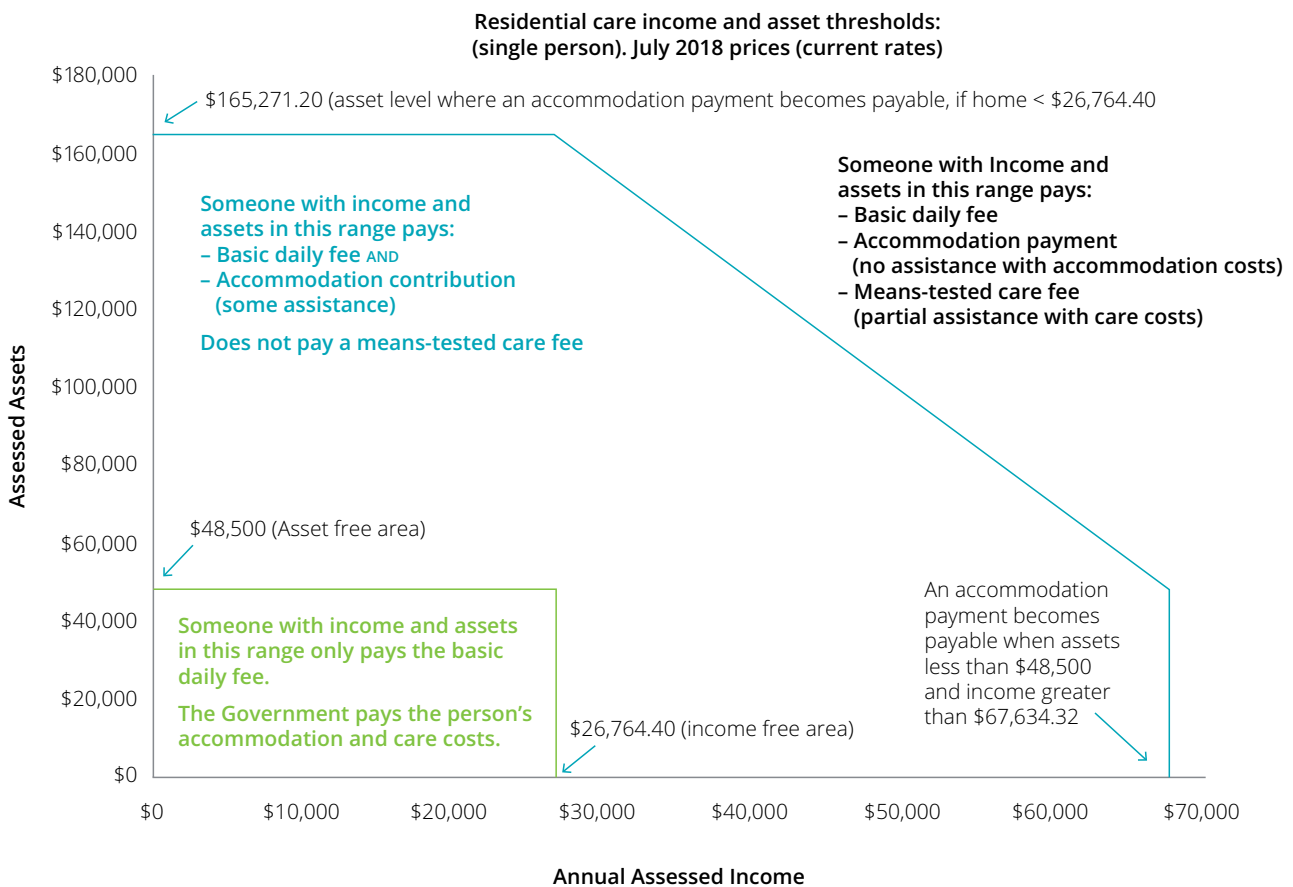 Residential care income and asset thresholds:
(single person). July 2018 prices (current rates)
$180,000
$165,271.20 (asset level where an accommodation payment becomes payable, if home < $26,764.40
$160,000
Someone with Income and
assets in this range pays:
– Basic daily fee
– Accommodation payment
(no assistance with accommodation costs)
– Means-tested care fee
(partial assistance with care costs)
Someone with income and
assets in this range pays:
– Basic daily fee AND
– Accommodation contribution
(some assistance)
Does not pay a means-tested care fee
$140,000
$120,000
$100,000
$80,000
$60,000
$40,000
$20,000
$0
Assessed Assets
$48,500 (Asset free area)
Someone with income and assets
in this range only pays the basic
daily fee.
The Government pays the person’s
accommodation and care costs.
$26,764.40 (income free area)
An accommodation
payment becomes
payable when assets
less than $48,500
and income greater
than $67,634.32
$0
$10,000
$20,000
$30,000
$40,000
$50,000
$60,000
$70,000
Annual Assessed Income